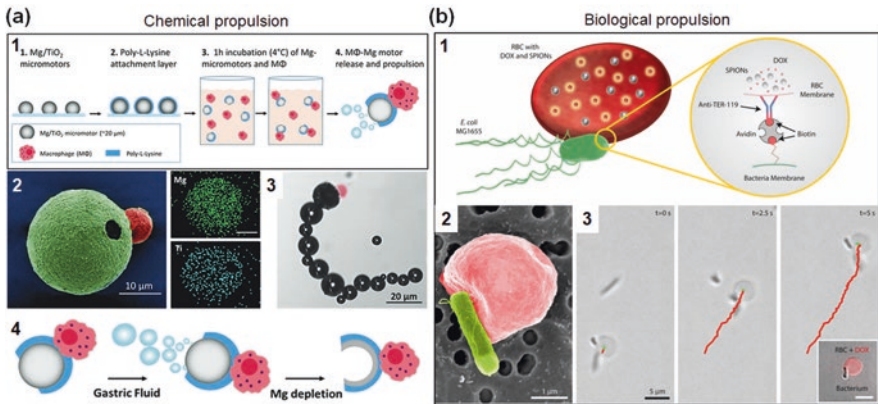 (a)
Chemical propulsion
1
1. Mg/TiO2
micromotors
2. Poly-L-Lysine
attachment layer
3. 1h incubation (4°C) of Mg-
micromotors and MΦ
4. MΦ-Mg motor
release and propulsion
Mg/TiO2 micromotor (~20 μm)
Macrophage (MΦ)
Poly-L-Lysine
2
10 μm
Mg
Ti
3
20 μm
4
Gastric Fluid
Mg depletion
(b)
Biological propulsion
1
RBC with
DOX and SPIONs
E. coli
MG1655
DOX
SPIONs
RBC
Membrane
Anti-TER-119
Avidin
Biotin
Bacteria Membrane
2
1 μm
3
t=0 s
5 μm
t=2.5 s
t=5 s
RBC + DOX
Bacterium